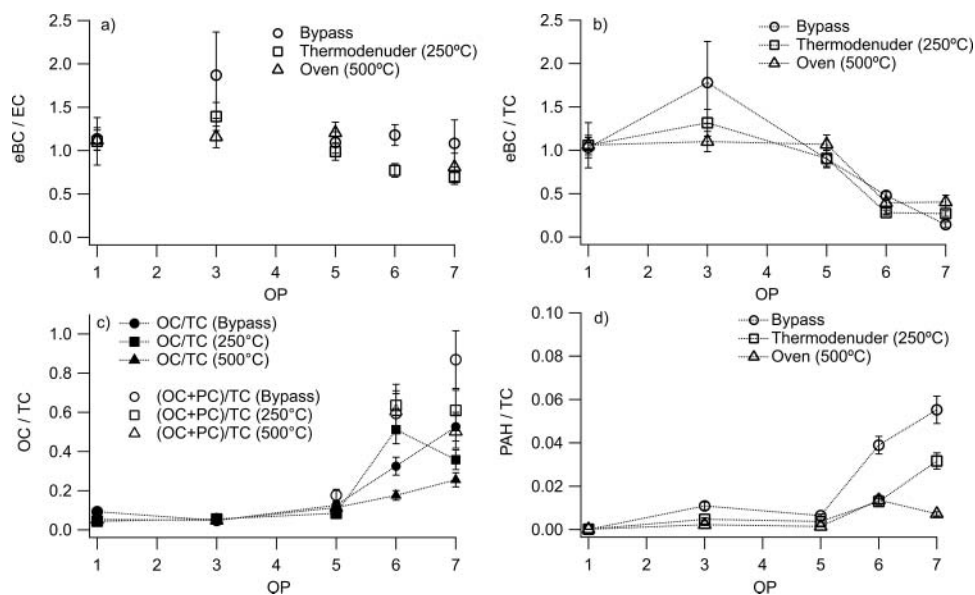 a)
Bypass
Thermodenuder (250ºC)
Oven (500ºC)
eBC / EC
2.5
2.0
1.5
1.0
0.5
0.0
1 2 3 4 5 6 7
OP
b)
Bypass
Thermodenuder (250ºC)
Oven (500ºC)
eBC / TC
2.5
2.0
1.5
1.0
0.5
0.0
1 2 3 4 5 6 7
OP
c)
OC/TC (Bypass)
OC/TC (250°C)
OC/TC (500°C)
(OC+PC)/TC (Bypass)
(OC+PC)/TC (250°C)
(OC+PC)/TC (500°C)
OC / TC
1.0
0.8
0.6
0.4
0.2
0.0
1 2 3 4 5 6 7
OP
d)
Bypass
Thermodenuder (250ºC)
Oven (500ºC)
PAH / TC
0.10
0.08
0.06
0.04
0.02
0.00
1 2 3 4 5 6 7
OP